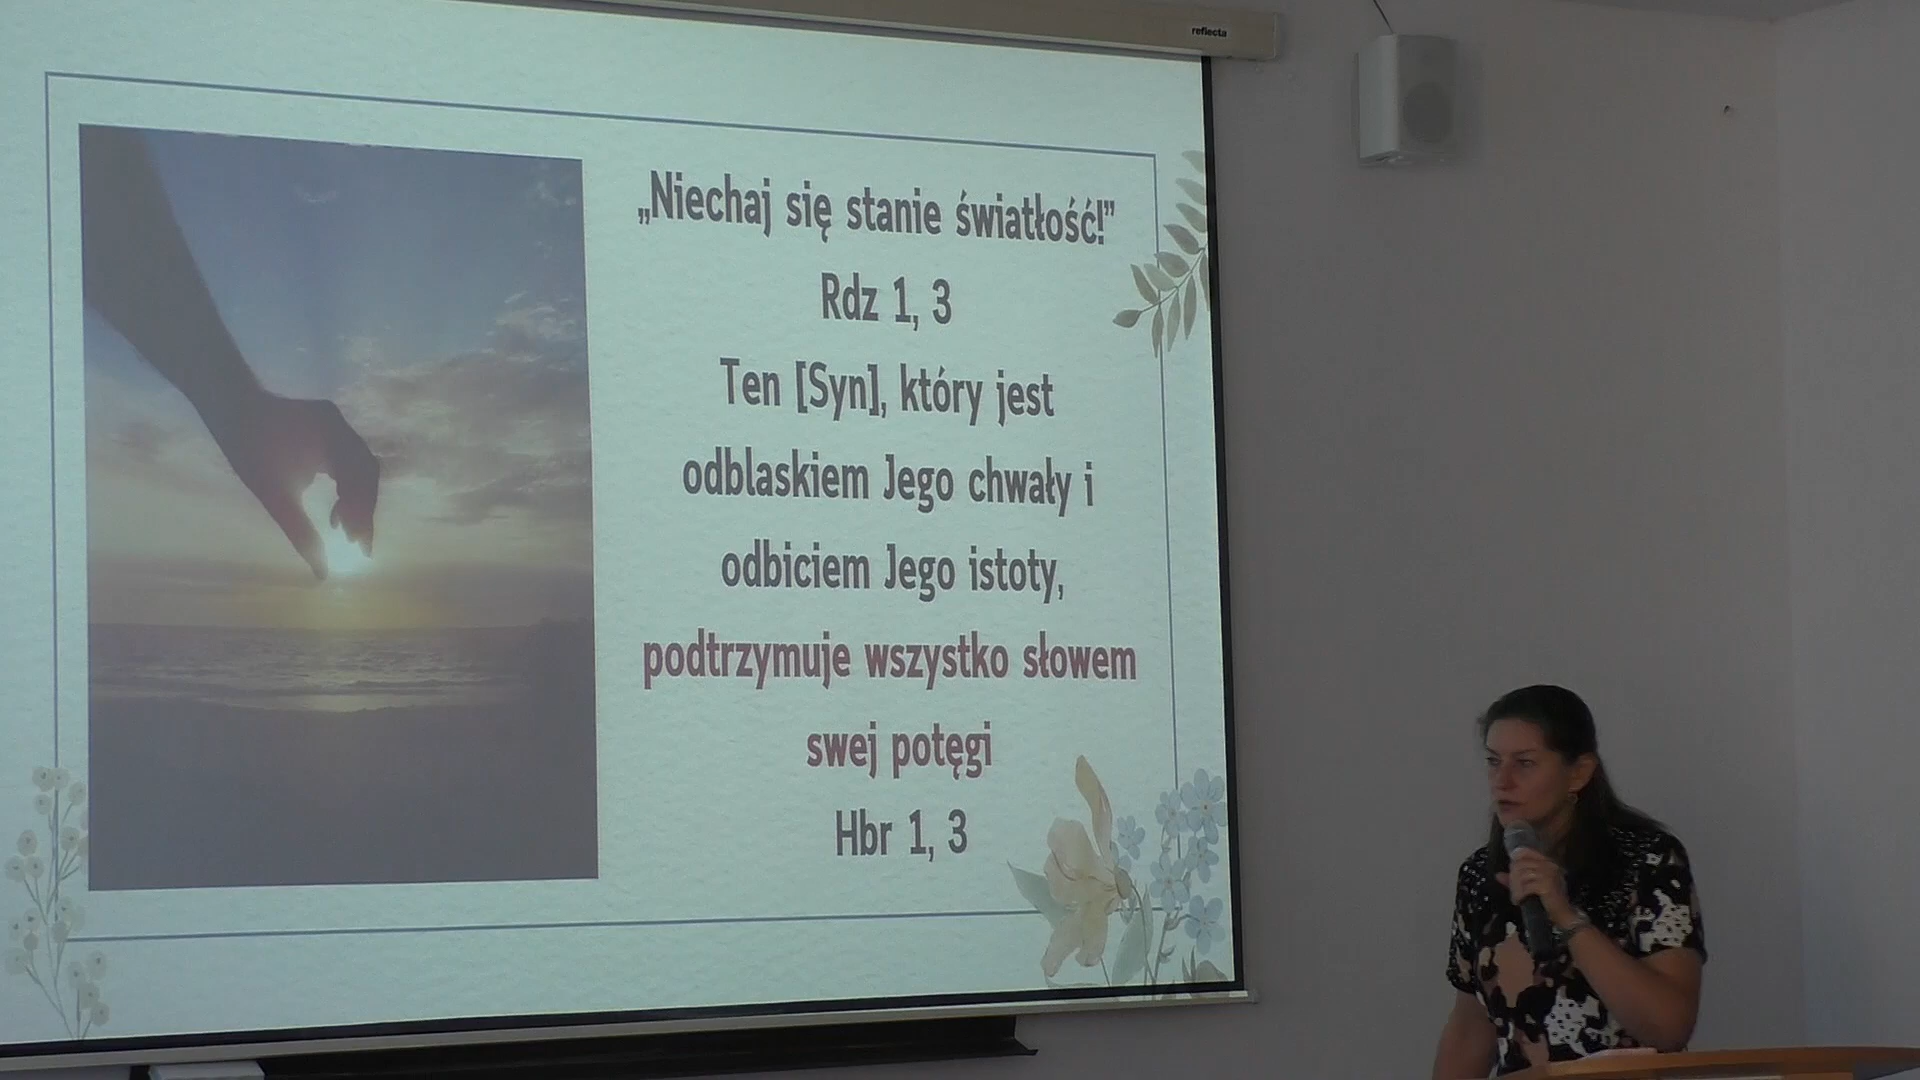 reflecta
„Niechaj się stanie światłość!”
Rdz 1, 3
Ten [Syn], który jest
odblaskiem Jego chwały i
odbiciem Jego istoty,
podtrzymuje wszystko słowem
swej potęgi
Hbr 1, 3